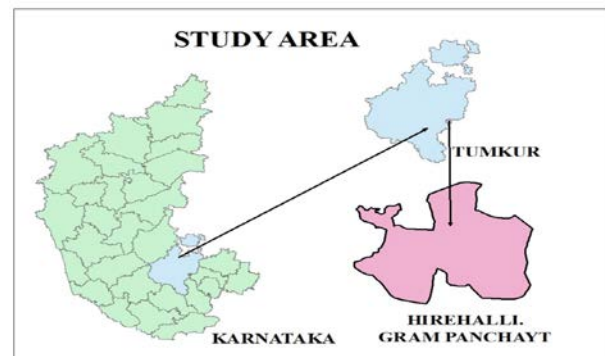 STUDY AREA
TUMKUR
KARNATAKA
HIREHALLI.
GRAM PANCHAYT